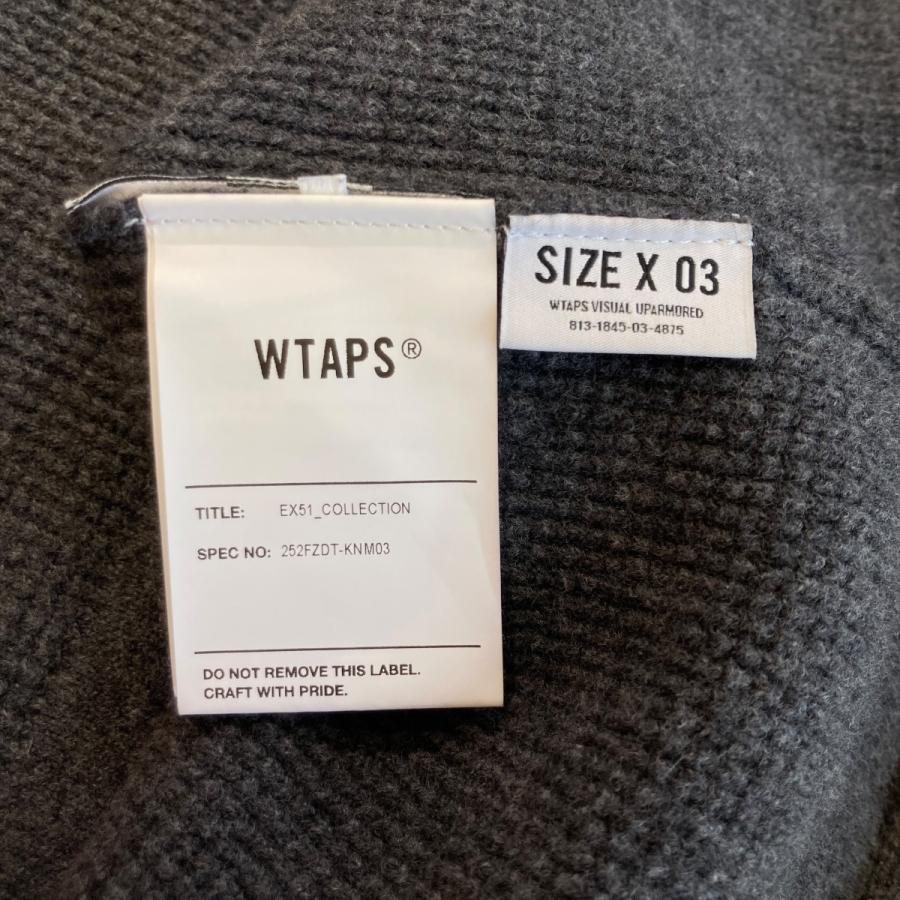 WTAPS®
TITLE: EX51_COLLECTION
SPEC NO: 252FZDT-KNM03
DO NOT REMOVE THIS LABEL.
CRAFT WITH PRIDE.
SIZE X 03
WTAPS VISUAL UPARMORED
813-1845-03-4875